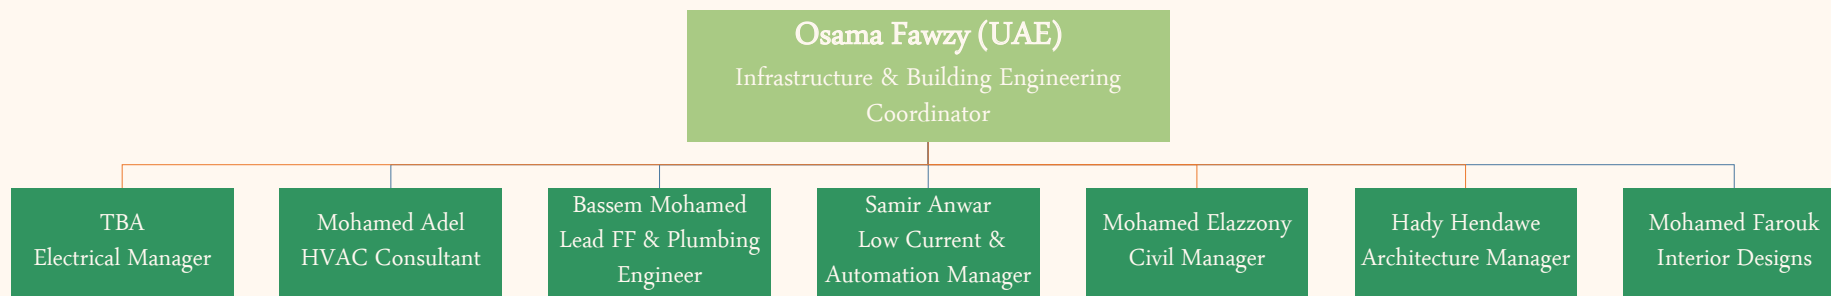 Osama Fawzy (UAE)
Infrastructure & Building Engineering
Coordinator
TBA
Electrical Manager
Mohamed Adel
HVAC Consultant
Bassem Mohamed
Lead FF & Plumbing
Engineer
Samir Anwar
Low Current &
Automation Manager
Mohamed Elazzony
Civil Manager
Hady Hendawe
Architecture Manager
Mohamed Farouk
Interior Designs